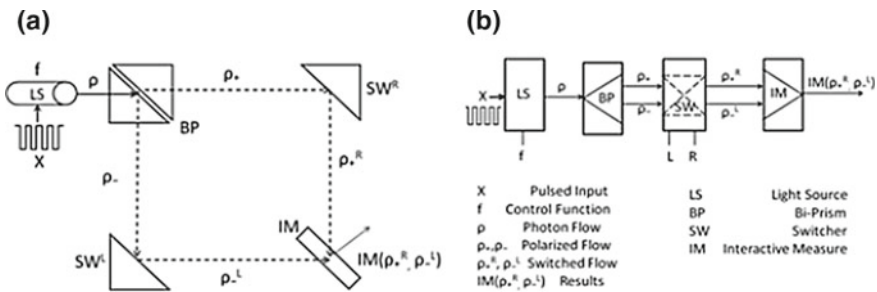 (a)
f
LS
ρ
X
BP
ρ₊
SWᴿ
ρ₋
ρ₊ᴿ
SWᴸ
ρ₋ᴸ
IM
IM(ρ₊ᴿ, ρ₋ᴸ)
(b)
X
LS
f
ρ
BP
ρ₊
ρ₋
SW
L R
ρ₊ᴿ
ρ₋ᴸ
IM
IM(ρ₊ᴿ, ρ₋ᴸ)
X Pulsed Input
f Control Function
ρ Photon Flow
ρ₊,ρ₋ Polarized Flow
ρ₊ᴿ, ρ₋ᴸ Switched Flow
IM(ρ₊ᴿ, ρ₋ᴸ) Results
LS Light Source
BP Bi-Prism
SW Switcher
IM Interactive Measure